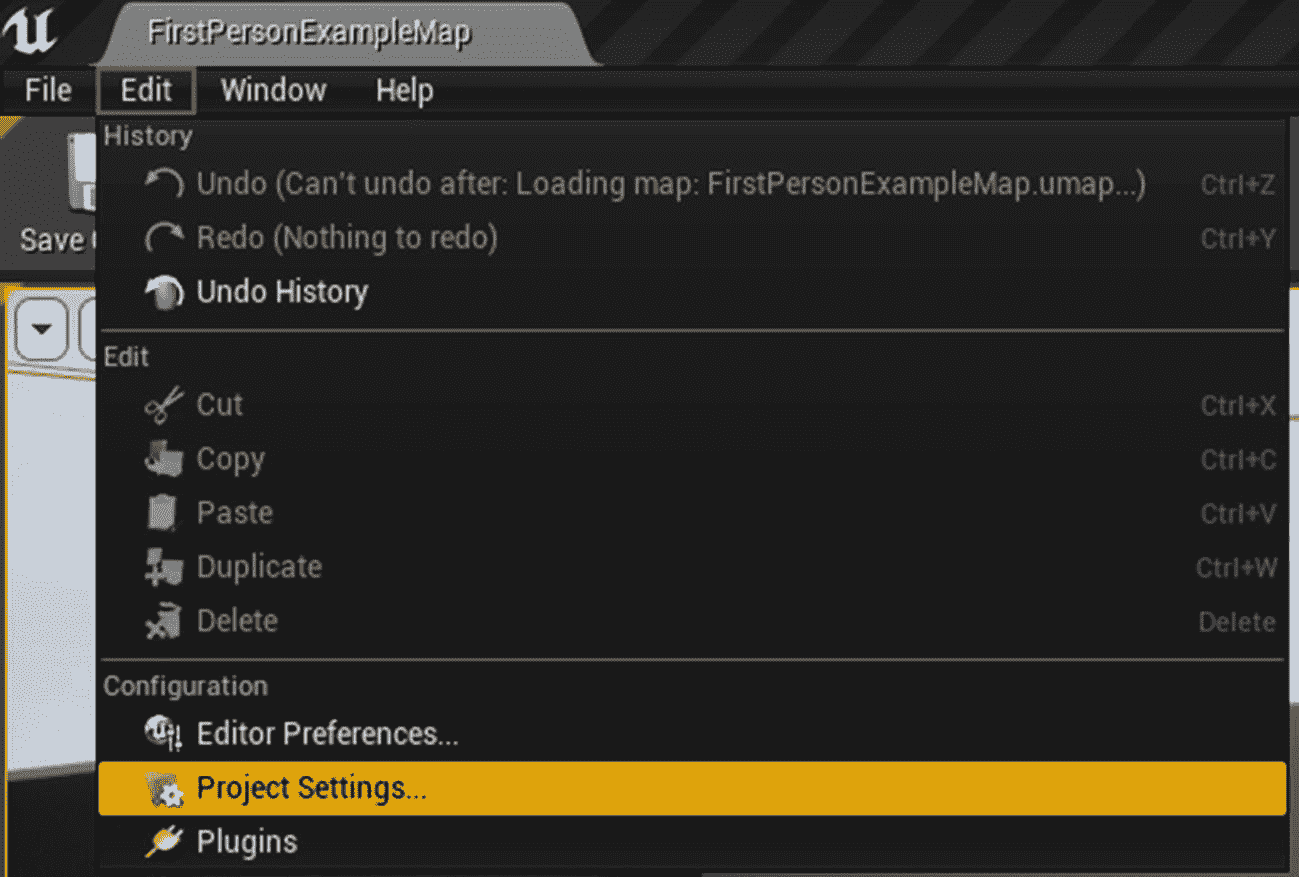 FirstPersonExampleMap
File Edit Window Help
History
Undo (Can't undo after: Loading map: FirstPersonExampleMap.umap...) Ctrl+Z
Redo (Nothing to redo) Ctrl+Y
Save
Undo History
Edit
Cut Ctrl+X
Copy Ctrl+C
Paste Ctrl+V
Duplicate Ctrl+W
Delete Delete
Configuration
Editor Preferences...
Project Settings...
Plugins